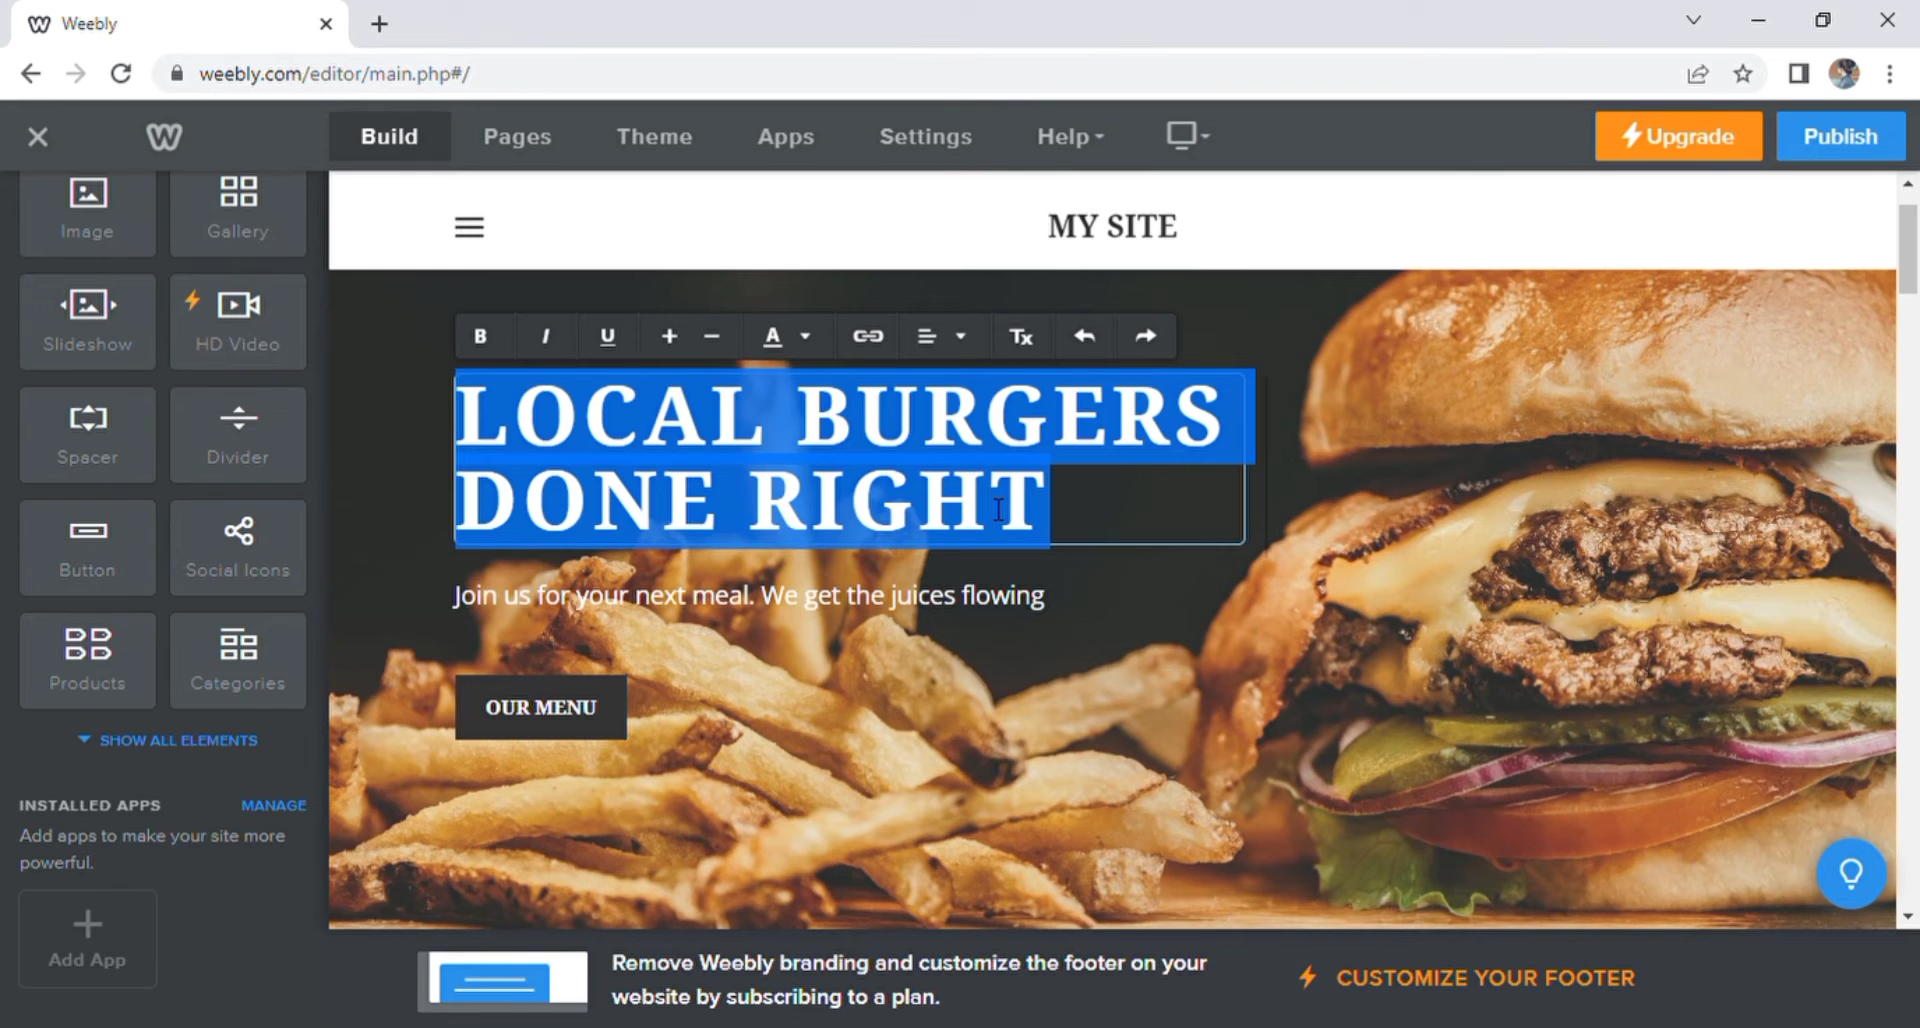 Weebly
weebly.com/editor/main.php#/
Build
Pages
Theme
Apps
Settings
Help
Upgrade
Publish
Image
Gallery
Slideshow
HD Video
Spacer
Divider
Button
Social Icons
Products
Categories
SHOW ALL ELEMENTS
INSTALLED APPS
MANAGE
Add apps to make your site more
powerful.
Add App
MY SITE
B
I
U
A
Tx
LOCAL BURGERS
DONE RIGHT
Join us for your next meal. We get the juices flowing
OUR MENU
Remove Weebly branding and customize the footer on your
website by subscribing to a plan.
CUSTOMIZE YOUR FOOTER